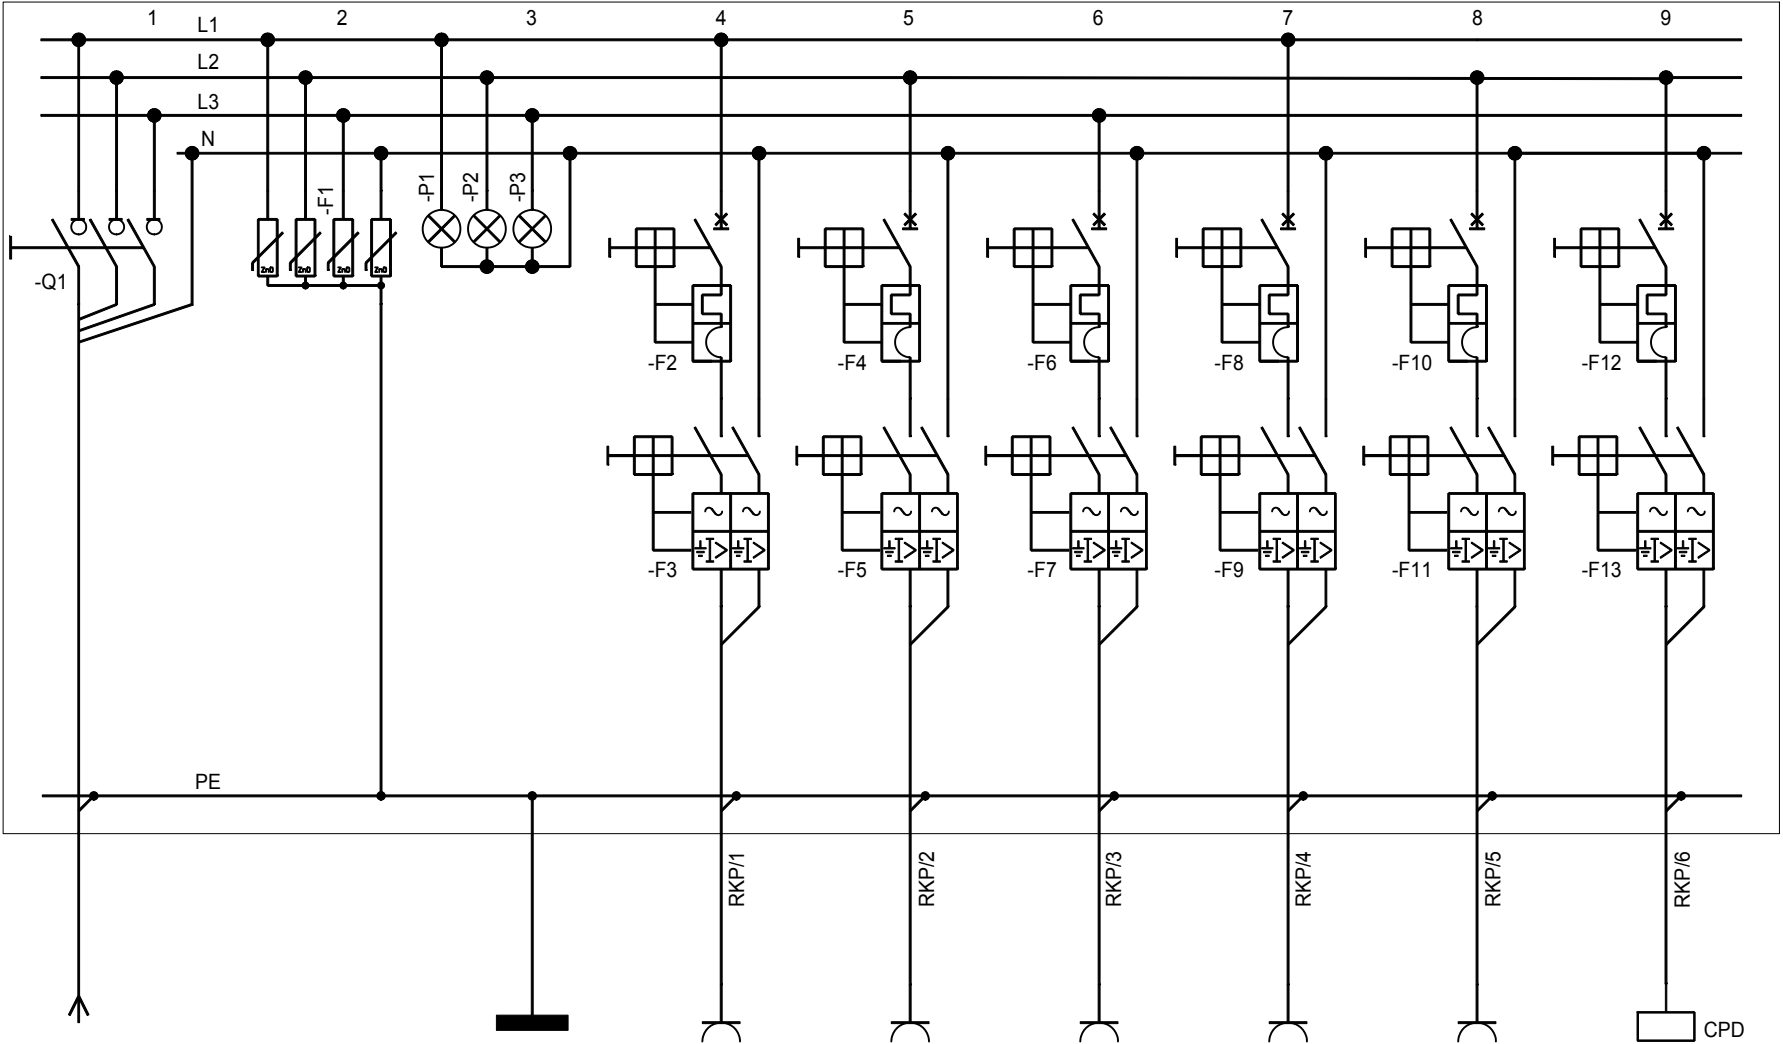 1 2 3 4 5 6 7 8 9
L1
L2
L3
N
-F1 -P1 -P2 -P3
ZnO ZnO ZnO ZnO
-Q1
-F2 -F4 -F6 -F8 -F10 -F12
-F3 -F5 -F7 -F9 -F11 -F13
PE
RKP/1 RKP/2 RKP/3 RKP/4 RKP/5 RKP/6
CPD